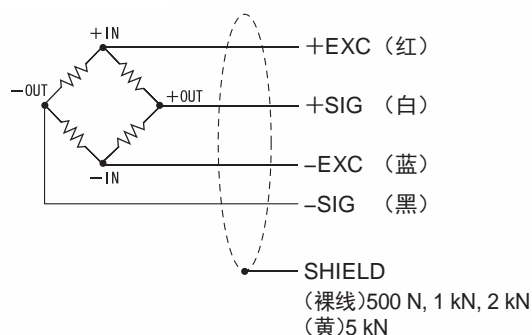 +IN
+EXC（红）
-OUT
+OUT
+SIG （白）
-IN
-EXC（蓝）
-SIG （黑）
SHIELD
（裸线）500 N, 1 kN, 2 kN
（黄）5 kN